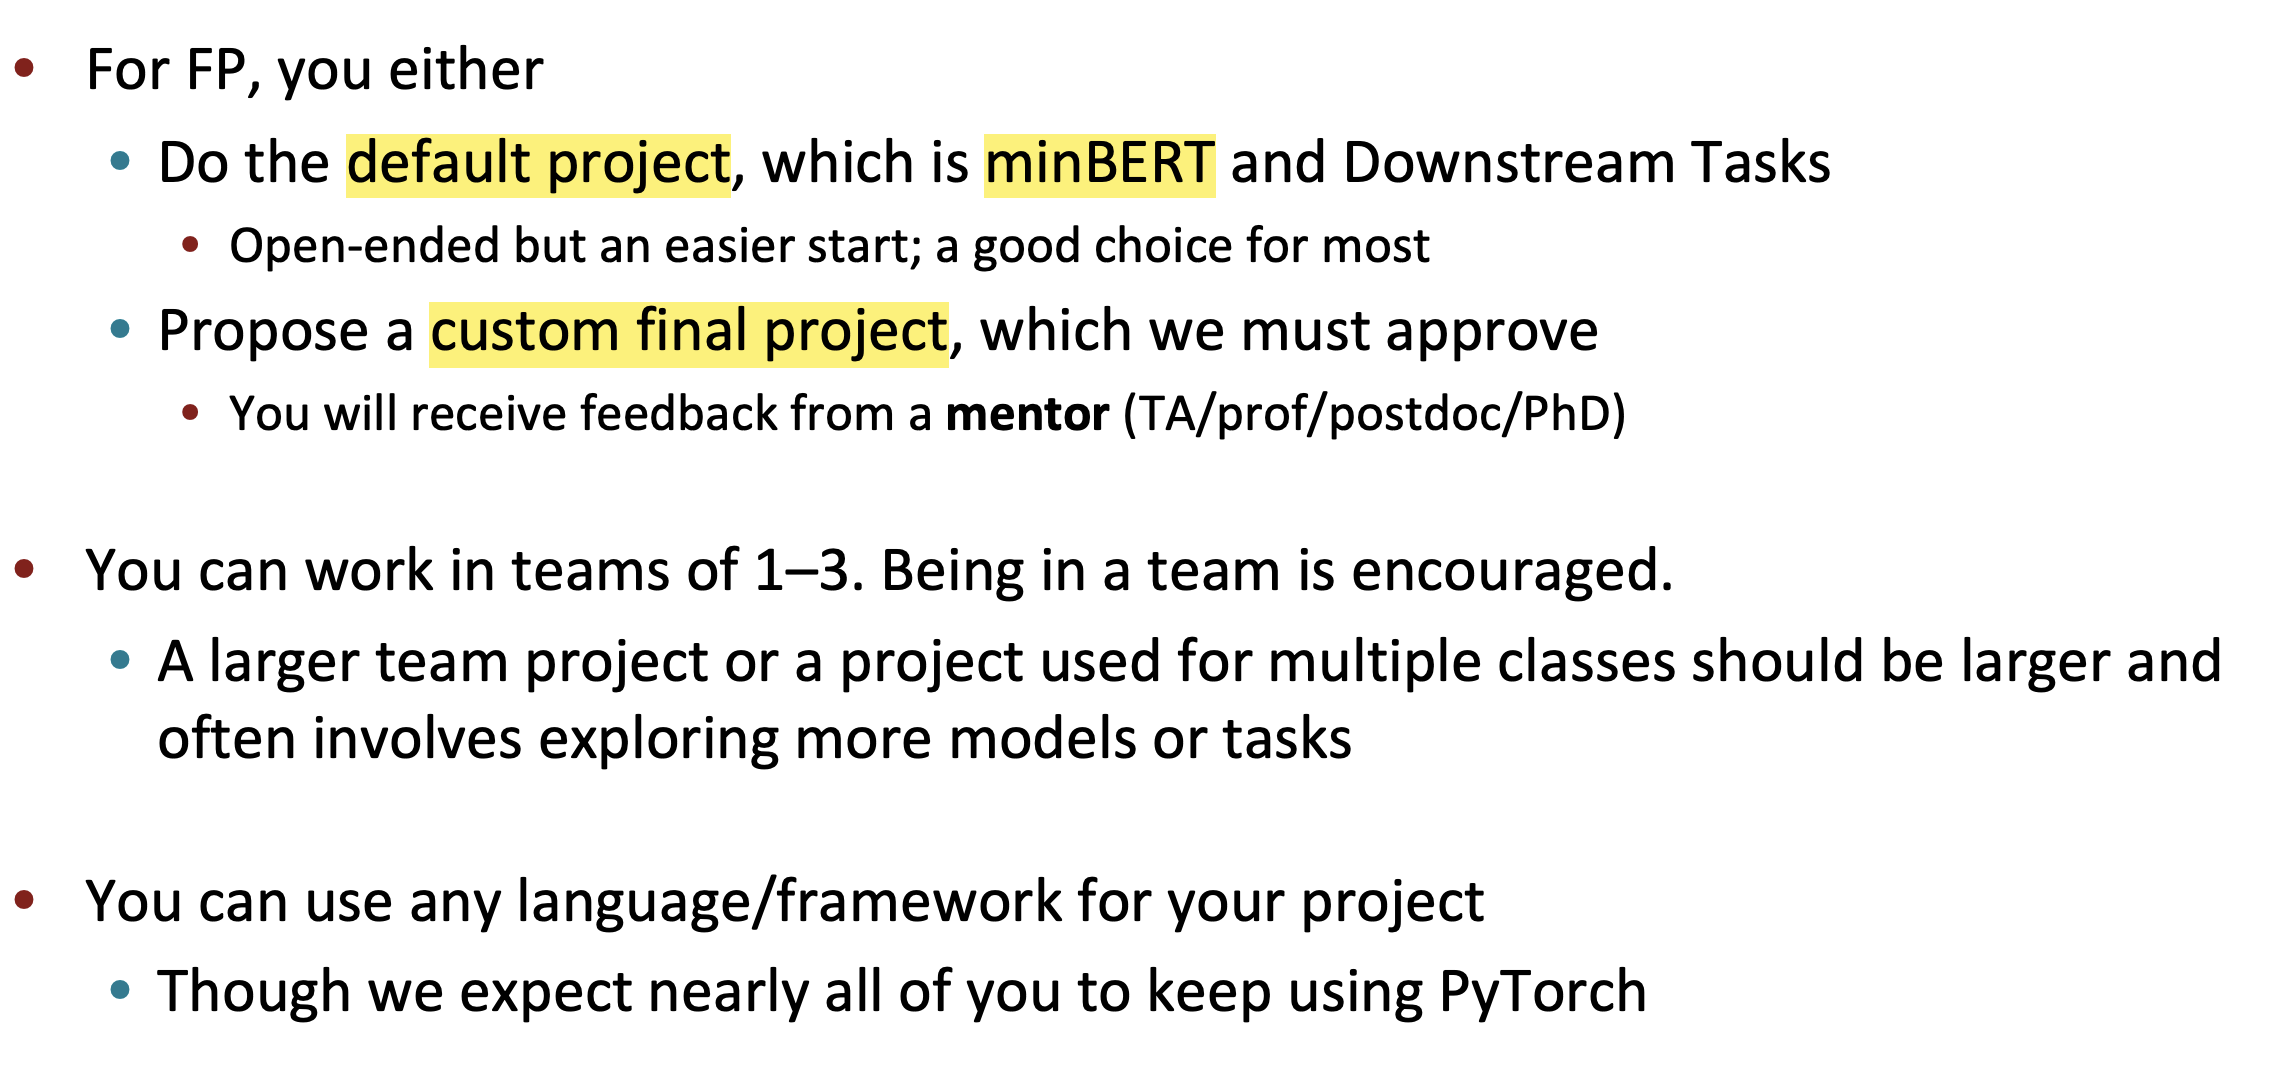 For FP, you either
Do the default project, which is minBERT and Downstream Tasks
Open-ended but an easier start; a good choice for most
Propose a custom final project, which we must approve
You will receive feedback from a mentor (TA/prof/postdoc/PhD)
You can work in teams of 1–3. Being in a team is encouraged.
A larger team project or a project used for multiple classes should be larger and
often involves exploring more models or tasks
You can use any language/framework for your project
Though we expect nearly all of you to keep using PyTorch